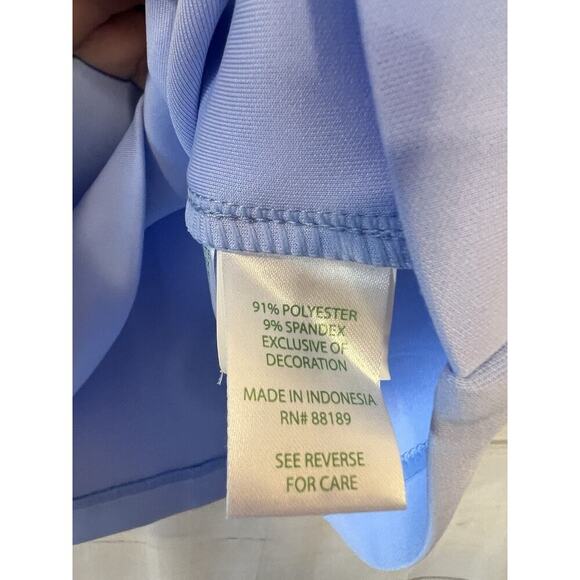 91% POLYESTER
9% SPANDEX
EXCLUSIVE OF
DECORATION
MADE IN INDONESIA
RN# 88189
SEE REVERSE
FOR CARE